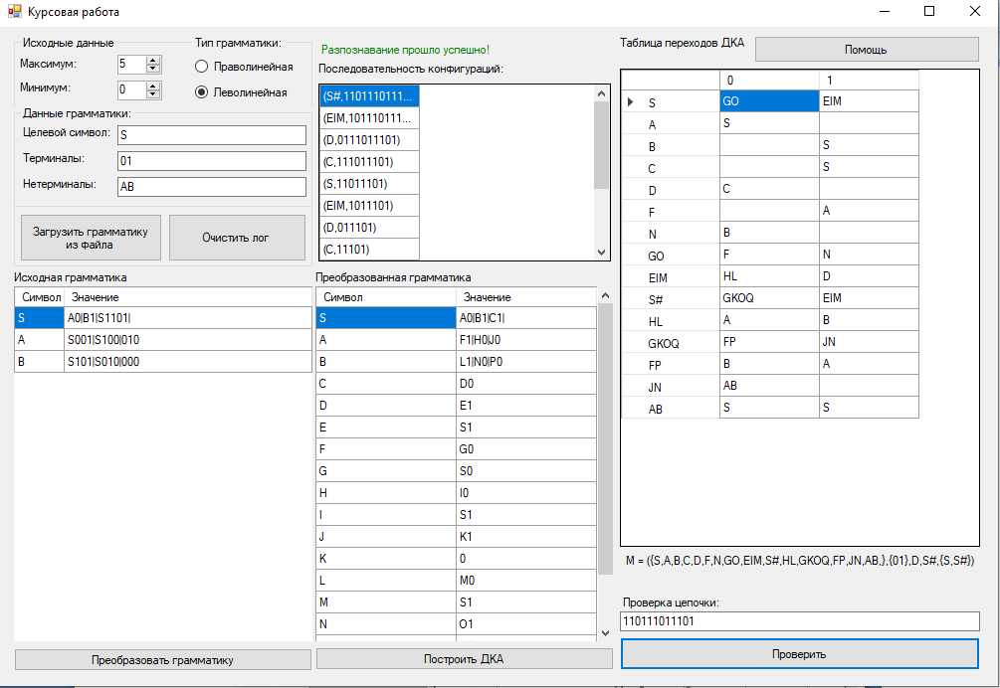 Курсовая работа
Исходные данные
Максимум: 5
Минимум: 0
Тип грамматики:
Праволинейная
Леволинейная
Данные грамматики:
Целевой символ: S
Терминалы: 01
Нетерминалы: AB
Загрузить грамматику
из файла
Очистить лог
Разпознавание прошло успешно!
Последовательность конфигураций:
(S#,1101110111...
(EIM,101110111...
(D,0111011101)
(C,111011101)
(S,11011101)
(EIM,1011101)
(D,011101)
(C,11101)
Исходная грамматика
Символ Значение
S A0|B1|S1101|
A S001|S100|010
B S101|S010|000
Преобразовать грамматику
Преобразованная грамматика
Символ Значение
S A0|B1|C1|
A F1|H0|J0
B L1|N0|P0
C D0
D E1
E S1
F G0
G S0
H I0
I S1
J K1
K 0
L M0
M S1
N O1
Построить ДКА
Таблица переходов ДКА
Помощь
0 1
S GO EIM
A S
B S
C S
D C
F A
N B
GO F N
EIM HL D
S# GKOQ EIM
HL A B
GKOQ FP JN
FP B A
JN AB
AB S S
M = ({S,A,B,C,D,F,N,GO,EIM,S#,HL,GKOQ,FP,JN,AB,},{01},D,S#,{S,S#})
Проверка цепочки:
110111011101
Проверить